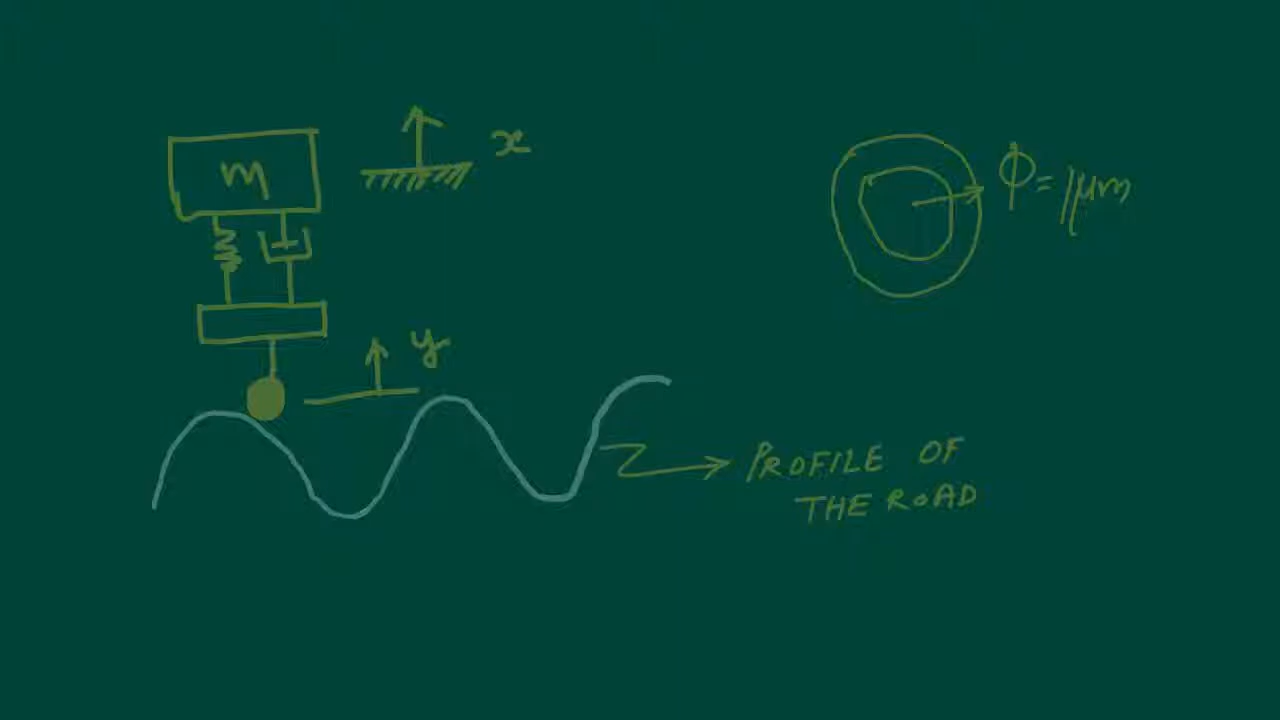 m
x
ϕ = 1μm
y
PROFILE OF
THE ROAD